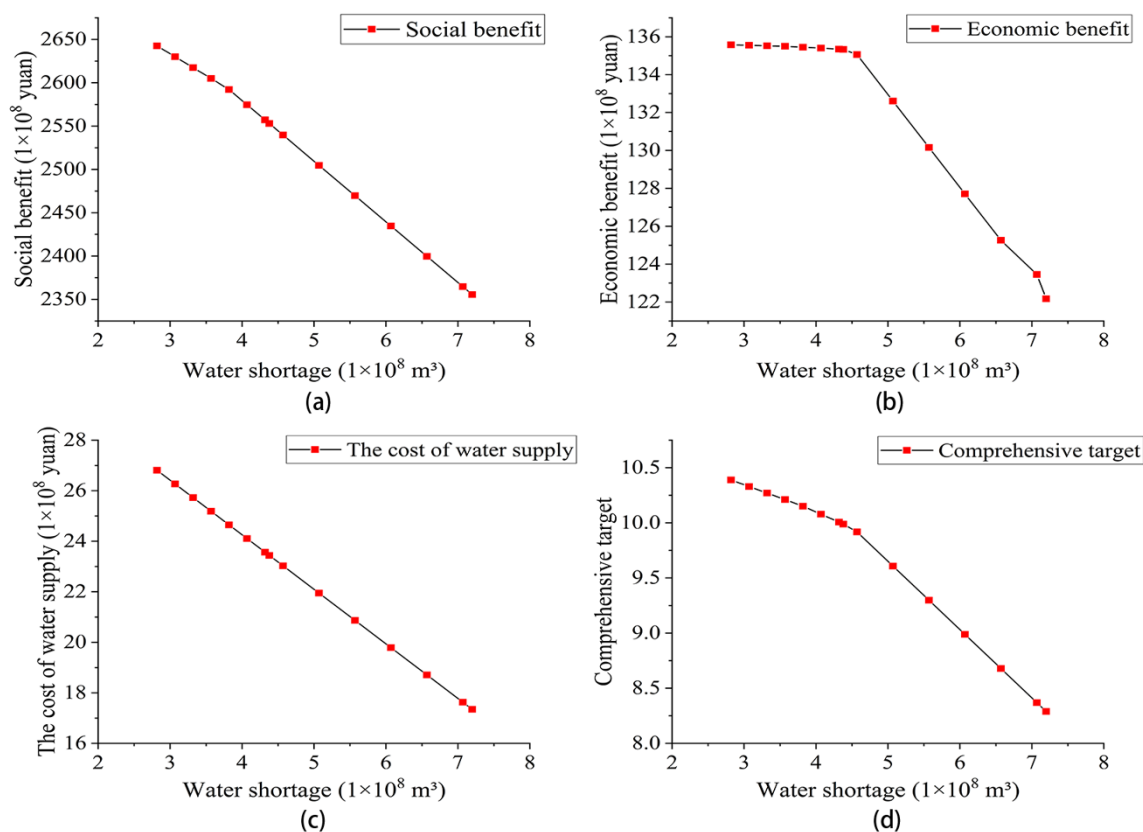 Social benefit
2650
2600
2550
2500
2450
2400
2350
Social benefit (1×10⁸ yuan)
2 3 4 5 6 7 8
Water shortage (1×10⁸ m³)
(a)
Economic benefit
136
134
132
130
128
126
124
122
Economic benefit (1×10⁸ yuan)
2 3 4 5 6 7 8
Water shortage (1×10⁸ m³)
(b)
The cost of water supply
28
26
24
22
20
18
16
The cost of water supply (1×10⁸ yuan)
2 3 4 5 6 7 8
Water shortage (1×10⁸ m³)
(c)
Comprehensive target
10.5
10.0
9.5
9.0
8.5
8.0
Comprehensive target
2 3 4 5 6 7 8
Water shortage (1×10⁸ m³)
(d)